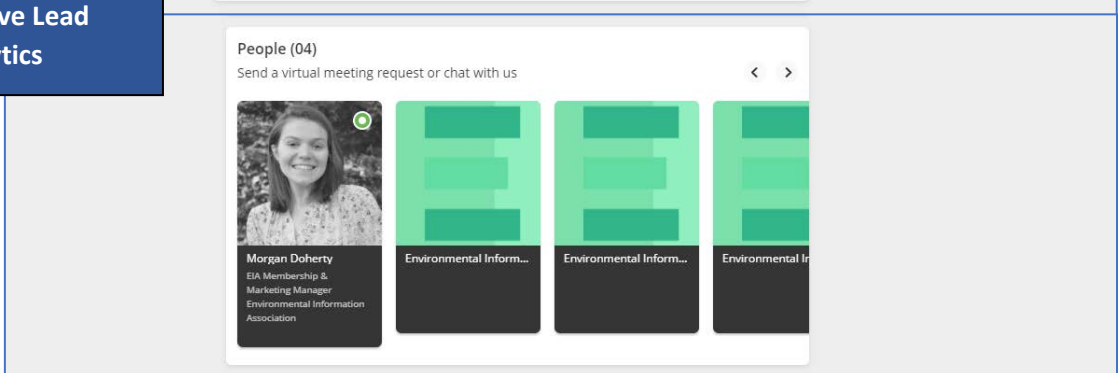 ve Lead
tics
People (04)
Send a virtual meeting request or chat with us
Morgan Doherty
EIA Membership &
Marketing Manager
Environmental Information
Association
Environmental Inform...
Environmental Inform...
Environmental In